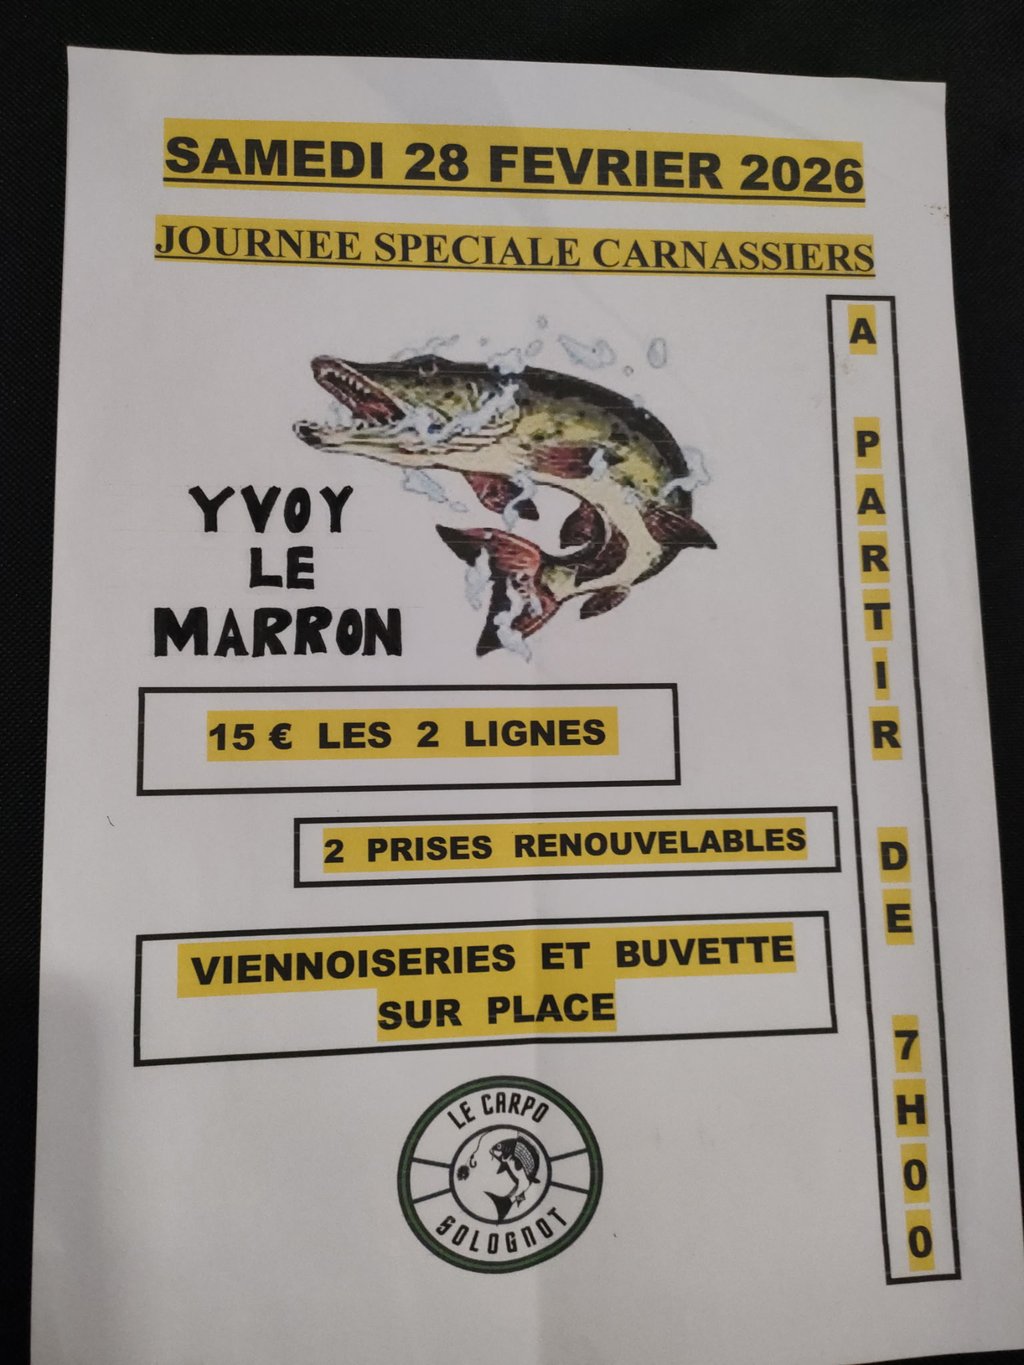 SAMEDI 28 FEVRIER 2026
JOURNEE SPECIALE CARNASSIERS
A PARTIR DE 7H00
YVOY
LE
MARRON
15 € LES 2 LIGNES
2 PRISES RENOUVELABLES
VIENNOISERIES ET BUVETTE
SUR PLACE
LE CARPO
SOLOGNOT